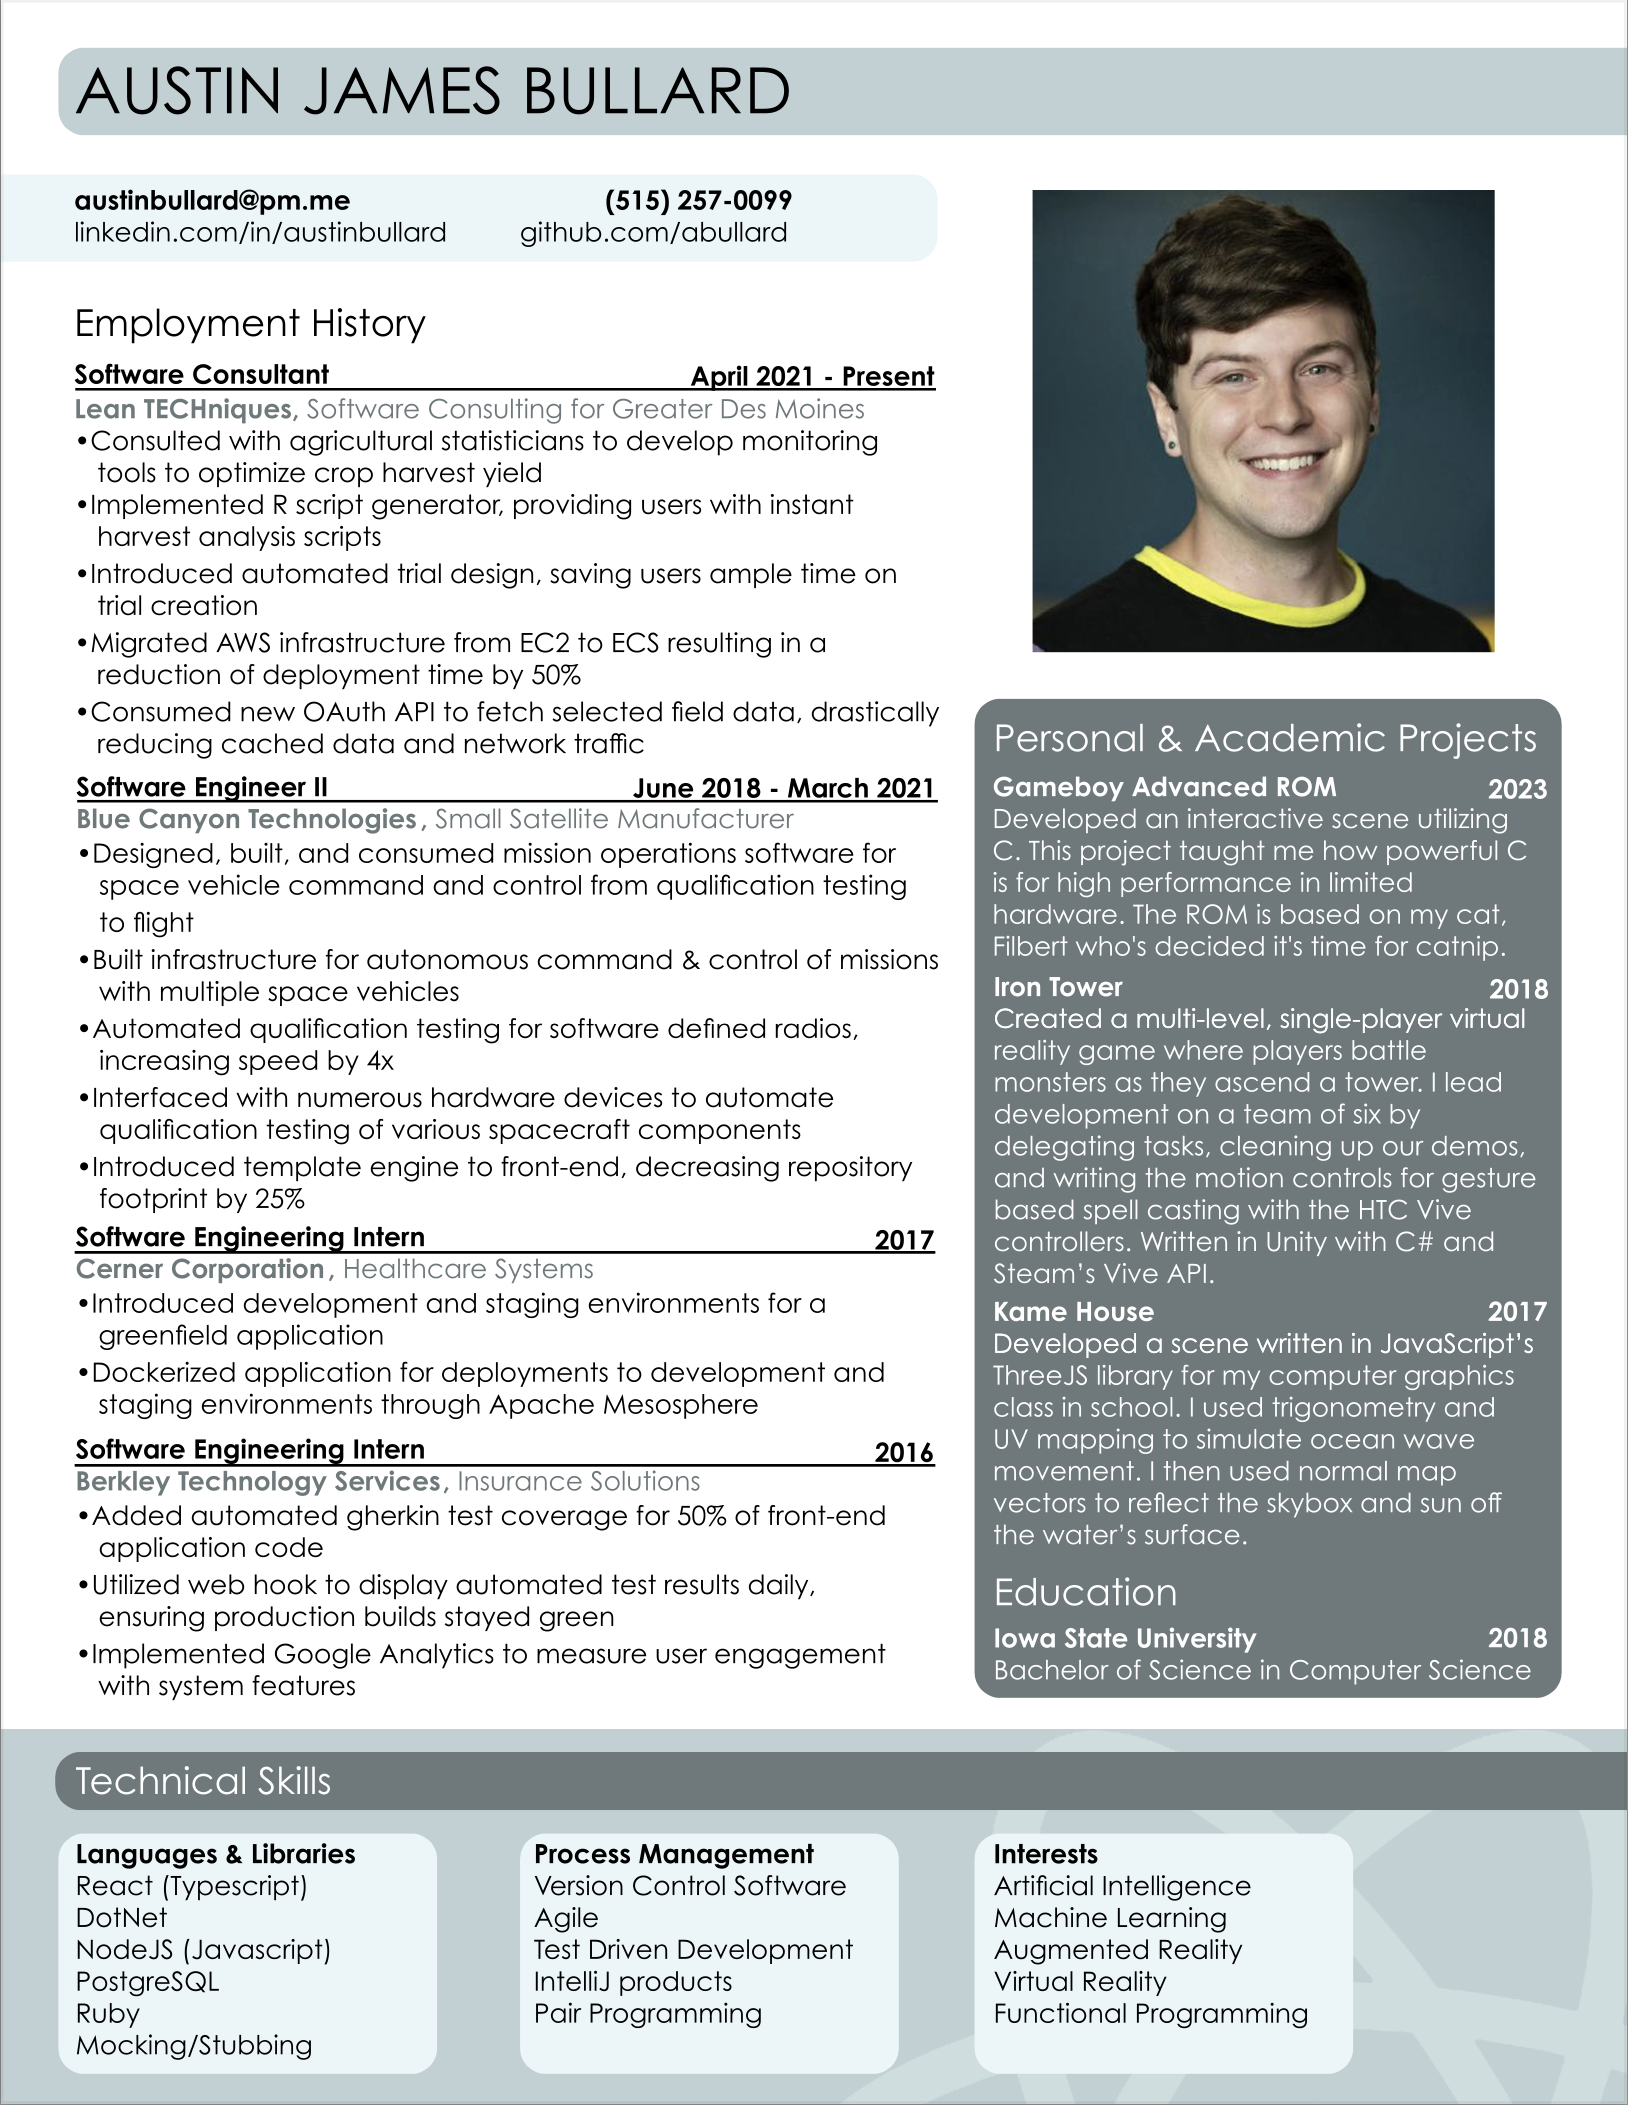 AUSTIN JAMES BULLARD
austinbullard@pm.me (515) 257-0099
linkedin.com/in/austinbullard github.com/abullard
Employment History
Software Consultant April 2021 - Present
Lean TECHniques, Software Consulting for Greater Des Moines
•Consulted with agricultural statisticians to develop monitoring
tools to optimize crop harvest yield
•Implemented R script generator, providing users with instant
harvest analysis scripts
•Introduced automated trial design, saving users ample time on
trial creation
•Migrated AWS infrastructure from EC2 to ECS resulting in a
reduction of deployment time by 50%
•Consumed new OAuth API to fetch selected field data, drastically
reducing cached data and network traffic
Software Engineer II June 2018 - March 2021
Blue Canyon Technologies, Small Satellite Manufacturer
•Designed, built, and consumed mission operations software for
space vehicle command and control from qualification testing
to flight
•Built infrastructure for autonomous command & control of missions
with multiple space vehicles
•Automated qualification testing for software defined radios,
increasing speed by 4x
•Interfaced with numerous hardware devices to automate
qualification testing of various spacecraft components
•Introduced template engine to front-end, decreasing repository
footprint by 25%
Software Engineering Intern 2017
Cerner Corporation, Healthcare Systems
•Introduced development and staging environments for a
greenfield application
•Dockerized application for deployments to development and
staging environments through Apache Mesosphere
Software Engineering Intern 2016
Berkley Technology Services, Insurance Solutions
•Added automated gherkin test coverage for 50% of front-end
application code
•Utilized web hook to display automated test results daily,
ensuring production builds stayed green
•Implemented Google Analytics to measure user engagement
with system features
Personal & Academic Projects
Gameboy Advanced ROM 2023
Developed an interactive scene utilizing
C. This project taught me how powerful C
is for high performance in limited
hardware. The ROM is based on my cat,
Filbert who's decided it's time for catnip.
Iron Tower 2018
Created a multi-level, single-player virtual
reality game where players battle
monsters as they ascend a tower. I lead
development on a team of six by
delegating tasks, cleaning up our demos,
and writing the motion controls for gesture
based spell casting with the HTC Vive
controllers. Written in Unity with C# and
Steam’s Vive API.
Kame House 2017
Developed a scene written in JavaScript’s
ThreeJS library for my computer graphics
class in school. I used trigonometry and
UV mapping to simulate ocean wave
movement. I then used normal map
vectors to reflect the skybox and sun off
the water’s surface.
Education
Iowa State University 2018
Bachelor of Science in Computer Science
Technical Skills
Languages & Libraries
React (Typescript)
DotNet
NodeJS (Javascript)
PostgreSQL
Ruby
Mocking/Stubbing
Process Management
Version Control Software
Agile
Test Driven Development
IntelliJ products
Pair Programming
Interests
Artificial Intelligence
Machine Learning
Augmented Reality
Virtual Reality
Functional Programming